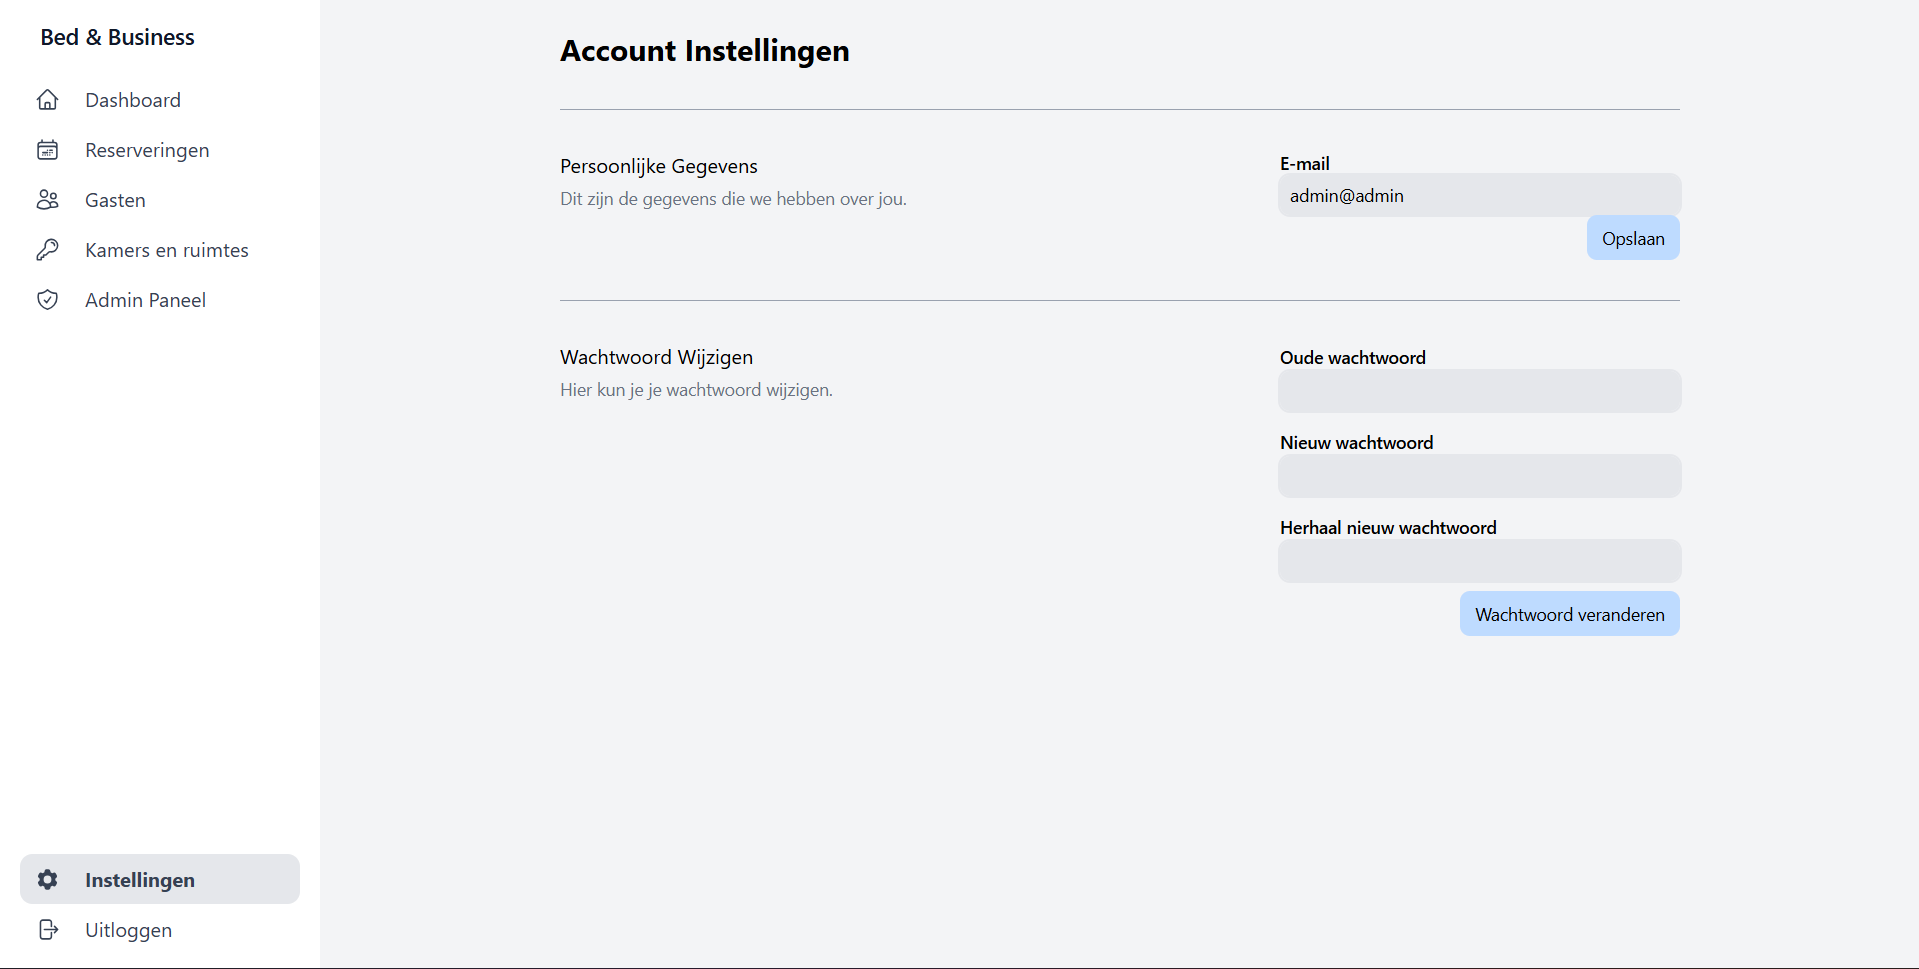 Bed & Business
Dashboard
Reserveringen
Gasten
Kamers en ruimtes
Admin Paneel
Instellingen
Uitloggen
Account Instellingen
Persoonlijke Gegevens
Dit zijn de gegevens die we hebben over jou.
E-mail
admin@admin
Opslaan
Wachtwoord Wijzigen
Hier kun je je wachtwoord wijzigen.
Oude wachtwoord
Nieuw wachtwoord
Herhaal nieuw wachtwoord
Wachtwoord veranderen